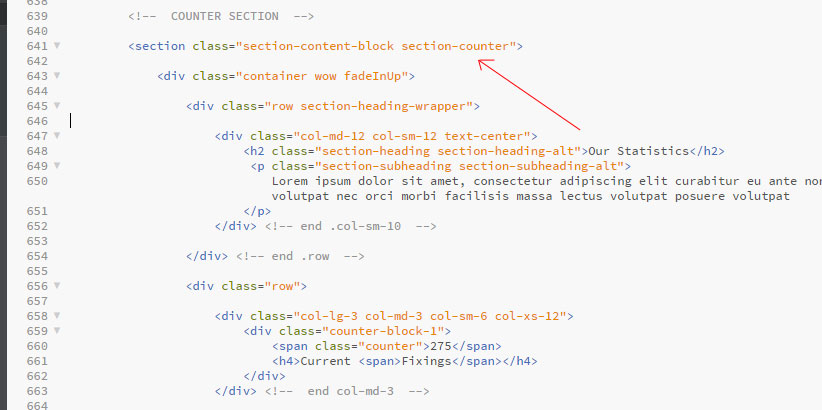 638
639 <!--  COUNTER SECTION  -->
640
641 <section class="section-content-block section-counter">
642
643 <div class="container wow fadeInUp">
644
645 <div class="row section-heading-wrapper">
646
647 <div class="col-md-12 col-sm-12 text-center">
648 <h2 class="section-heading section-heading-alt">Our Statistics</h2>
649 <p class="section-subheading section-subheading-alt">
650 Lorem ipsum dolor sit amet, consectetur adipiscing elit curabitur eu ante
volutpat nec orci morbi facilisis massa lectus volutpat posuere volutpat
651 </p>
652 </div> <!-- end .col-sm-10  -->
653
654 </div> <!-- end .row  -->
655
656 <div class="row">
657
658 <div class="col-lg-3 col-md-3 col-sm-6 col-xs-12">
659 <div class="counter-block-1">
660 <span class="counter">275</span>
661 <h4>Current <span>Fixings</span></h4>
662 </div>
663 </div> <!--  end col-md-3  -->
664